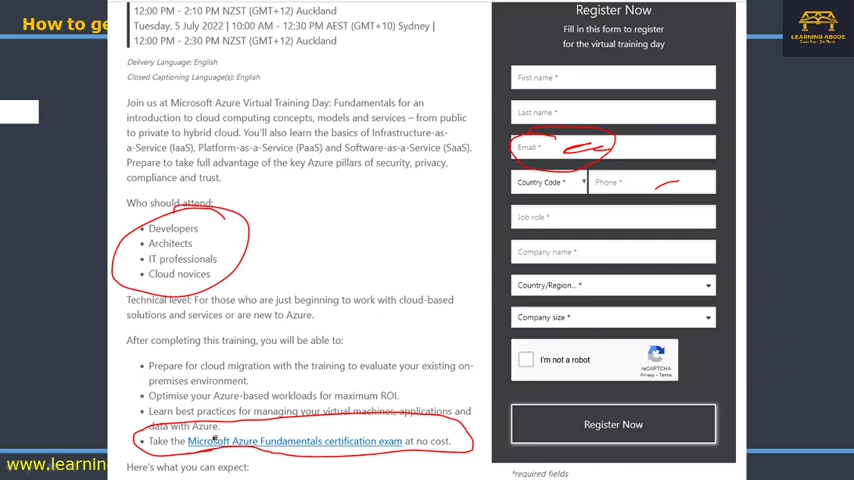 How to ge
12:00 PM - 2:10 PM NZST (GMT+12) Auckland
Tuesday, 5 July 2022 | 10:00 AM - 12:30 PM AEST (GMT+10) Sydney |
12:00 PM - 2:30 PM NZST (GMT+12) Auckland
Delivery Language: English
Closed Captioning Language(s): English
Join us at Microsoft Azure Virtual Training Day: Fundamentals for an
introduction to cloud computing concepts, models and services – from public
to private to hybrid cloud. You'll also learn the basics of Infrastructure-as-
a-Service (IaaS), Platform-as-a-Service (PaaS) and Software-as-a-Service (SaaS).
Prepare to take full advantage of the key Azure pillars of security, privacy,
compliance and trust.
Who should attend:
• Developers
• Architects
• IT professionals
• Cloud novices
Technical level: For those who are just beginning to work with cloud-based
solutions and services or are new to Azure.
After completing this training, you will be able to:
• Prepare for cloud migration with the training to evaluate your existing on-
premises environment.
• Optimise your Azure-based workloads for maximum ROI.
• Learn best practices for managing your virtual machines, applications and
data with Azure.
• Take the Microsoft Azure Fundamentals certification exam at no cost.
Here's what you can expect:
www.learnin
Register Now
Fill in this form to register
for the virtual training day
First name *
Last name *
Email *
Country Code *
Phone *
Job role *
Company name *
Country/Region... *
Company size *
I'm not a robot
reCAPTCHA
Privacy - Terms
Register Now
*required fields
LEARNING ABODE